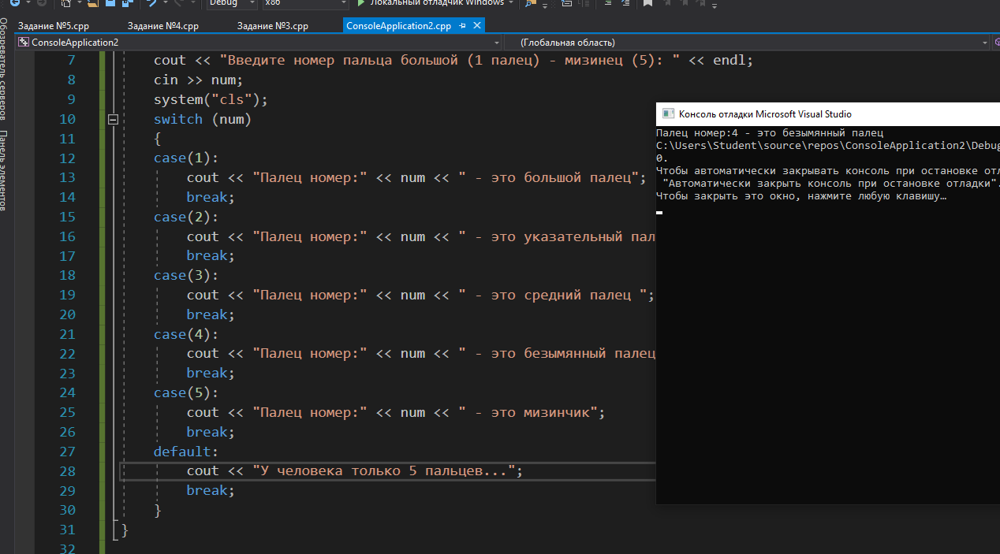 Debug x86 Локальный отладчик Windows
Обозреватель серверов
Панель элементов
Задание №5.cpp Задание №4.cpp Задание №3.cpp ConsoleApplication2.cpp
ConsoleApplication2 (Глобальная область)
7 cout << "Введите номер пальца большой (1 палец) - мизинец (5): " << endl;
8 cin >> num;
9 system("cls");
10 switch (num)
11 {
12 case(1):
13 cout << "Палец номер:" << num << " - это большой палец";
14 break;
15 case(2):
16 cout << "Палец номер:" << num << " - это указательный пал
17 break;
18 case(3):
19 cout << "Палец номер:" << num << " - это средний палец ";
20 break;
21 case(4):
22 cout << "Палец номер:" << num << " - это безымянный палец
23 break;
24 case(5):
25 cout << "Палец номер:" << num << " - это мизинчик";
26 break;
27 default:
28 cout << "У человека только 5 пальцев...";
29 break;
30 }
31 }
32
Консоль отладки Microsoft Visual Studio
Палец номер:4 - это безымянный палец
C:\Users\Student\source\repos\ConsoleApplication2\Debug
0.
Чтобы автоматически закрывать консоль при остановке отл
"Автоматически закрыть консоль при остановке отладки".
Чтобы закрыть это окно, нажмите любую клавишу…